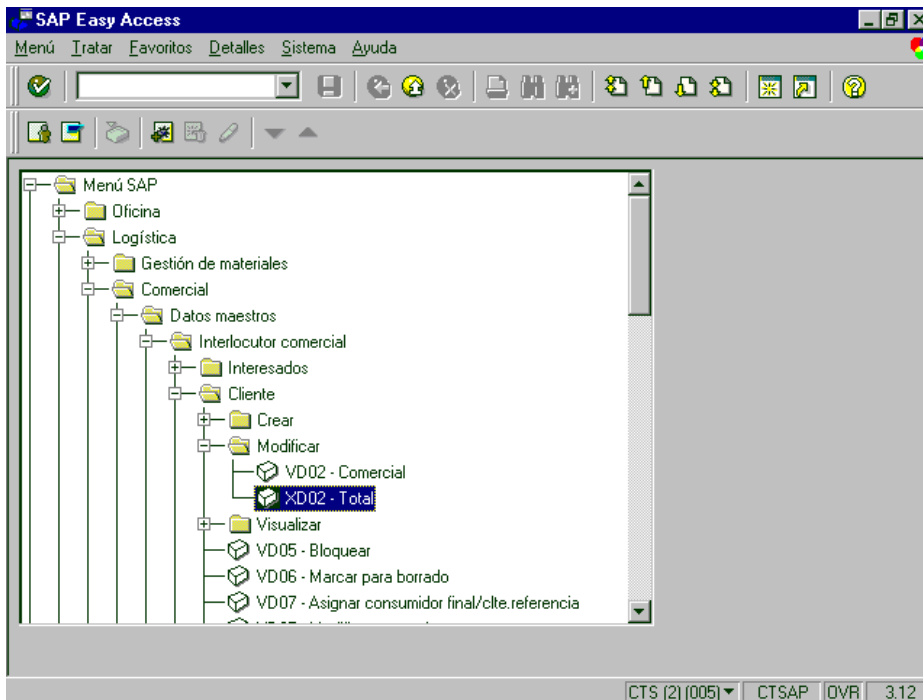 SAP Easy Access
Menú Tratar Favoritos Detalles Sistema Ayuda
Menú SAP
Oficina
Logística
Gestión de materiales
Comercial
Datos maestros
Interlocutor comercial
Interesados
Cliente
Crear
Modificar
VD02 - Comercial
XD02 - Total
Visualizar
VD05 - Bloquear
VD06 - Marcar para borrado
VD07 - Asignar consumidor final/clte.referencia
CTS (2) (005) CTSAP OVR 3.12